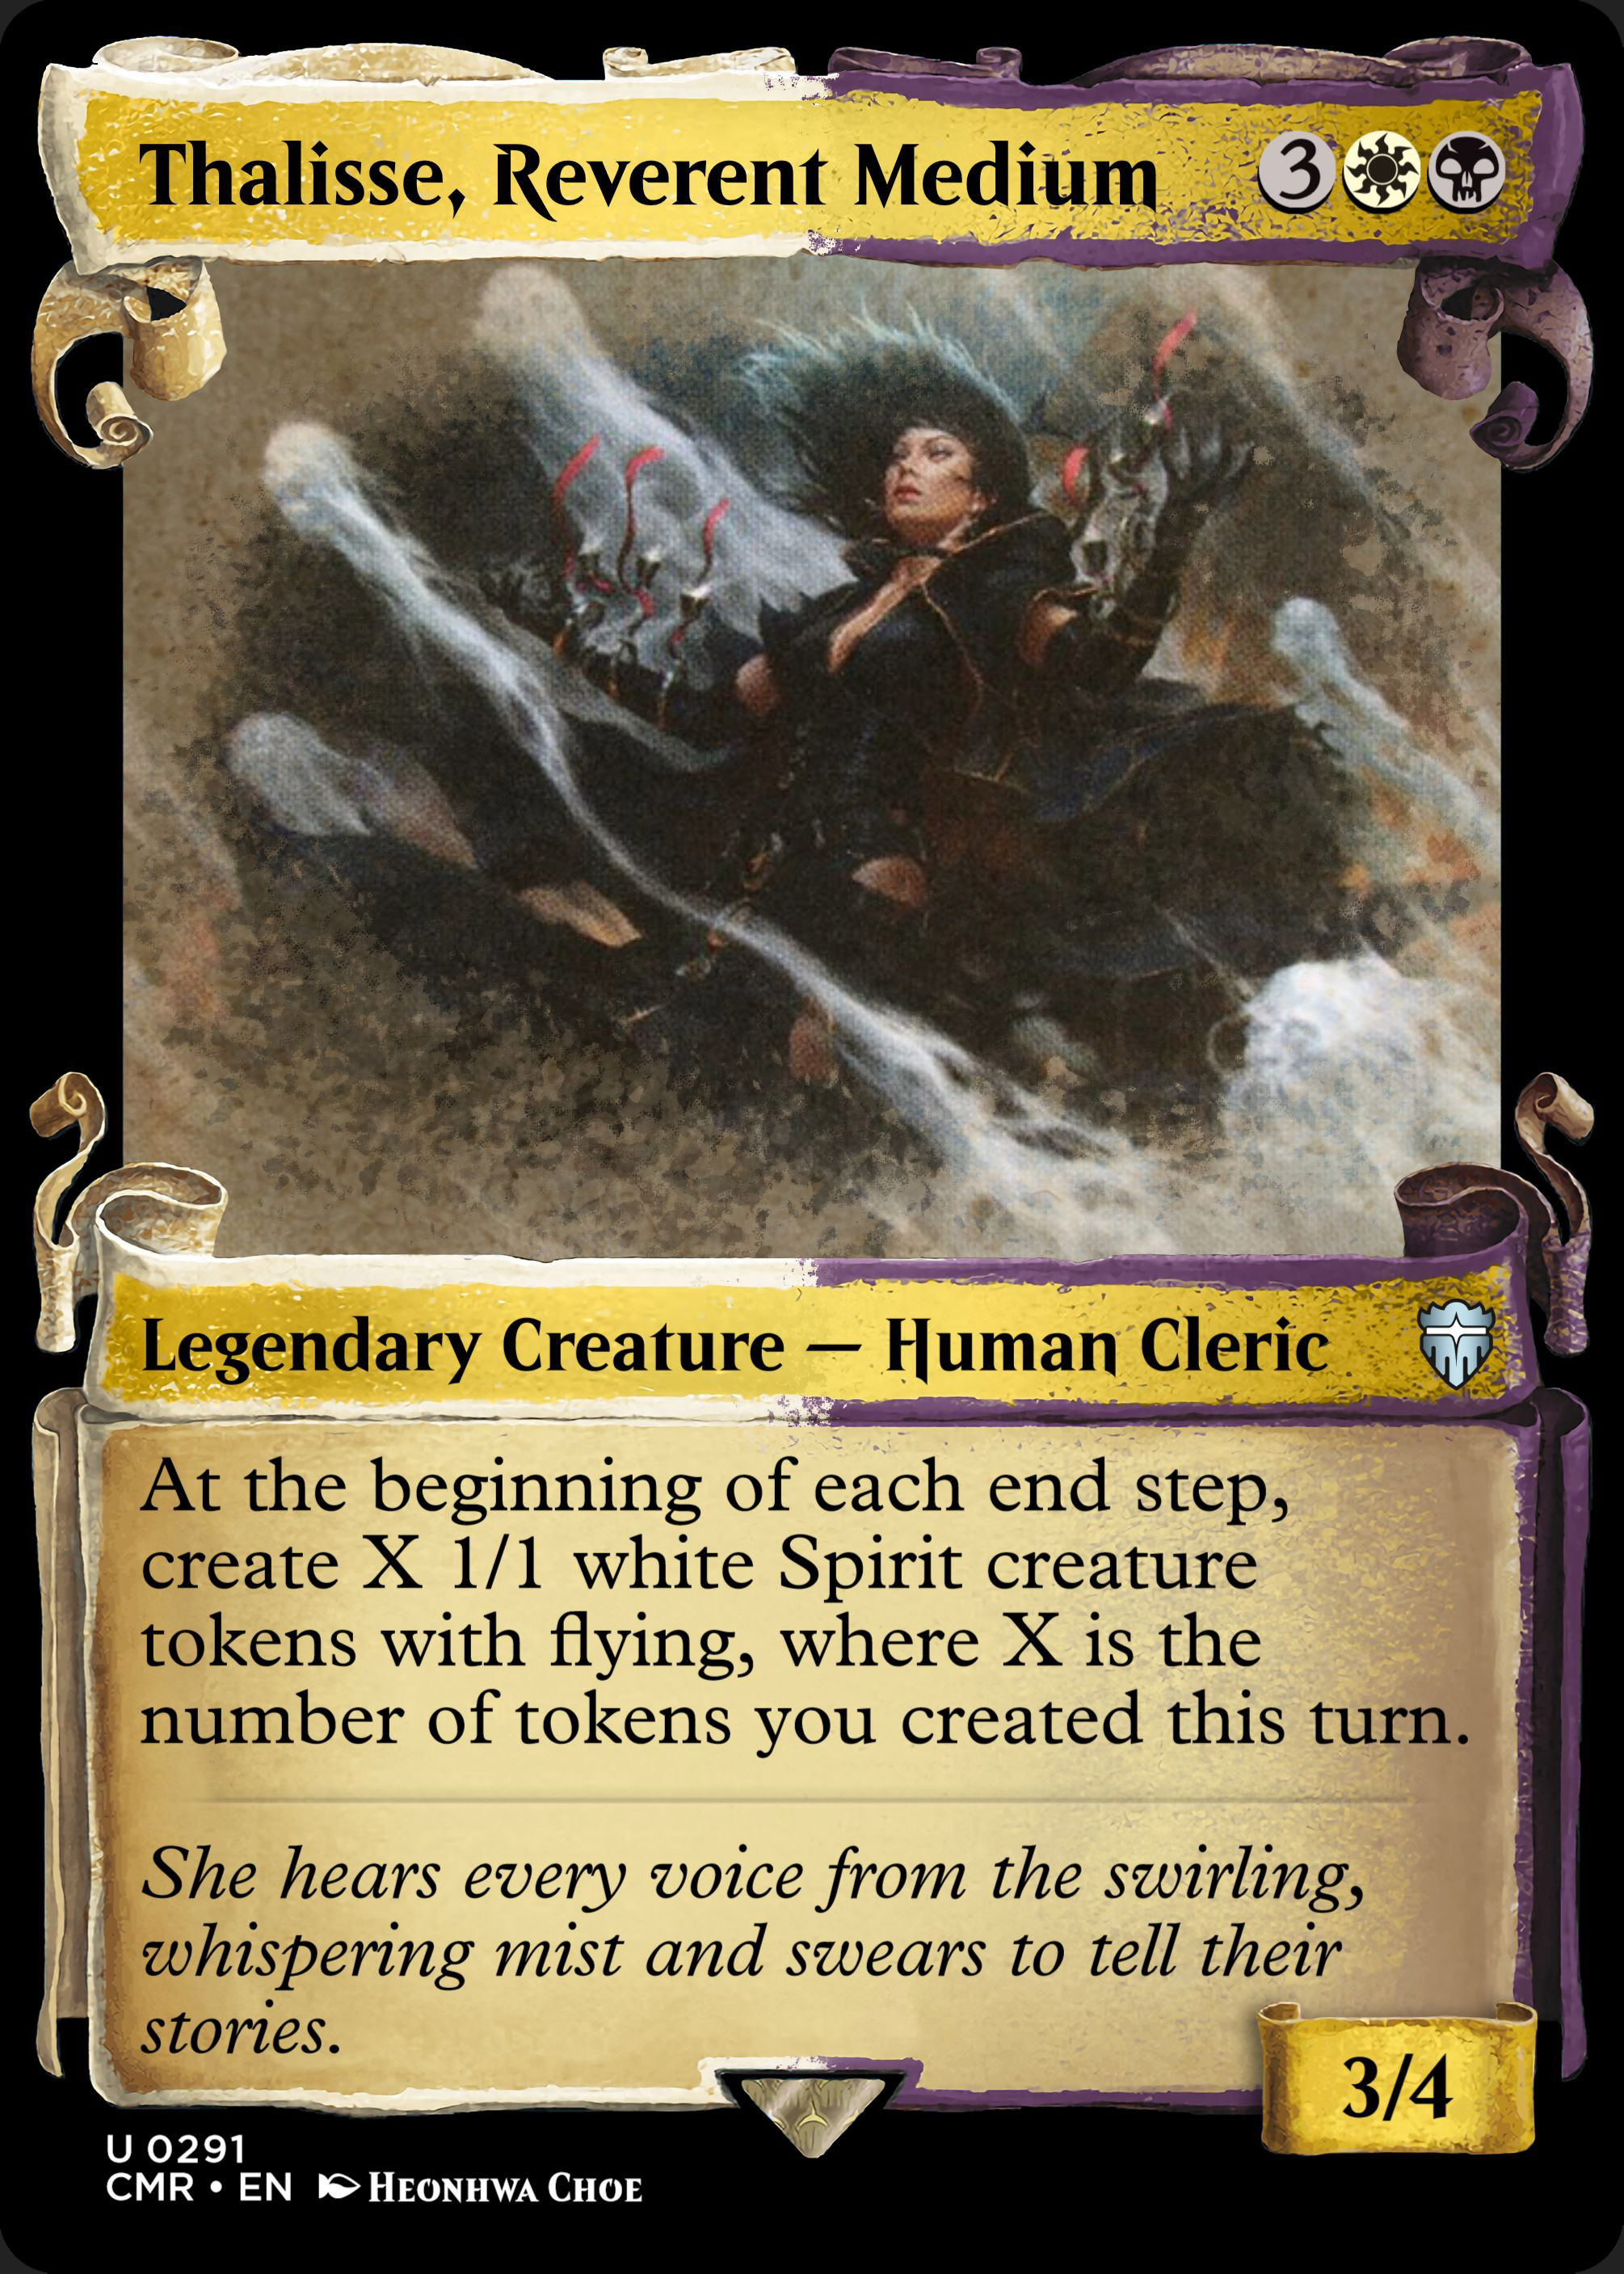 Thalisse, Reverent Medium 3
Legendary Creature — Human Cleric
At the beginning of each end step,
create X 1/1 white Spirit creature
tokens with flying, where X is the
number of tokens you created this turn.
She hears every voice from the swirling,
whispering mist and swears to tell their
stories.
3/4
U 0291
CMR • EN Heonhwa Choe